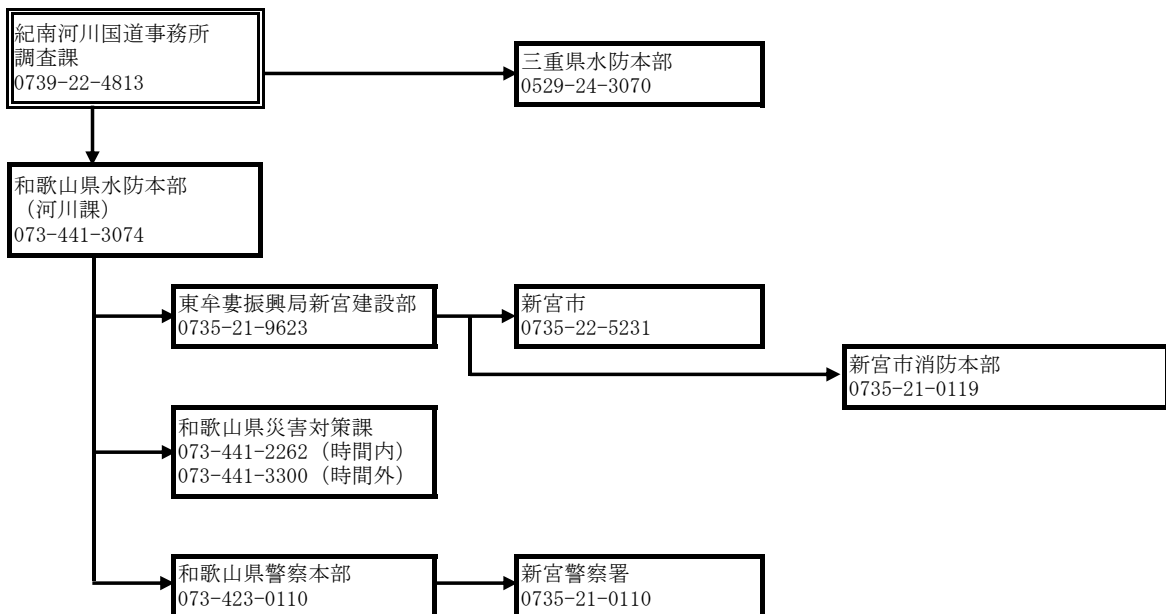 紀南河川国道事務所
調査課
0739-22-4813
三重県水防本部
0529-24-3070
和歌山県水防本部
（河川課）
073-441-3074
東牟婁振興局新宮建設部
0735-21-9623
新宮市
0735-22-5231
新宮市消防本部
0735-21-0119
和歌山県災害対策課
073-441-2262（時間内）
073-441-3300（時間外）
和歌山県警察本部
073-423-0110
新宮警察署
0735-21-0110